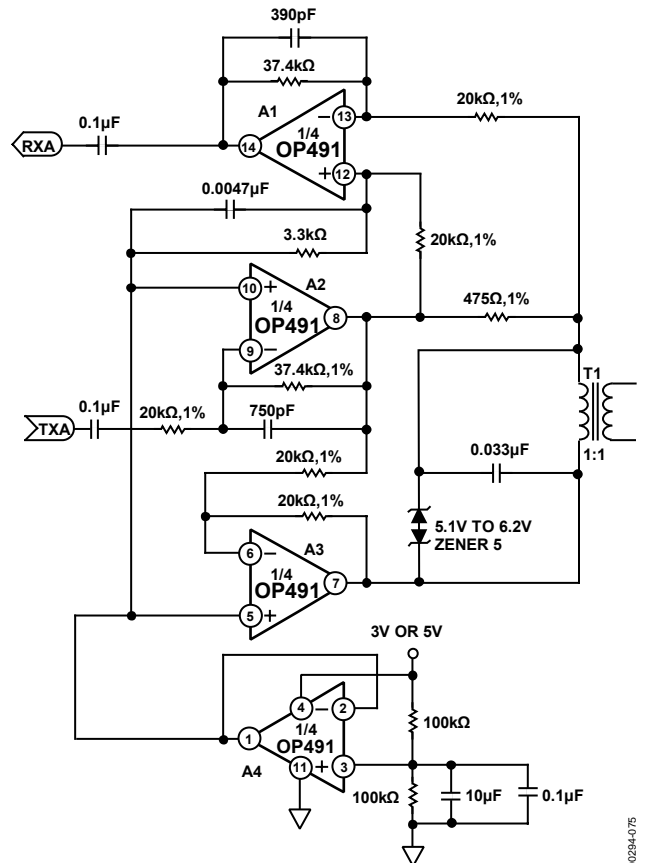 390pF
37.4kΩ
20kΩ,1%
A1
0.1µF
13
1/4
OP491
14
RXA
12
0.0047µF
3.3kΩ
20kΩ,1%
A2
10
475Ω,1%
1/4
OP491
8
9
T1
37.4kΩ,1%
0.1µF
20kΩ,1%
750pF
TXA
0.033µF
1:1
20kΩ,1%
20kΩ,1%
5.1V TO 6.2V
ZENER 5
6
A3
1/4
OP491
7
5
3V OR 5V
4
2
100kΩ
1
1/4
OP491
3
11
A4
100kΩ
10µF
0.1µF
00294-075